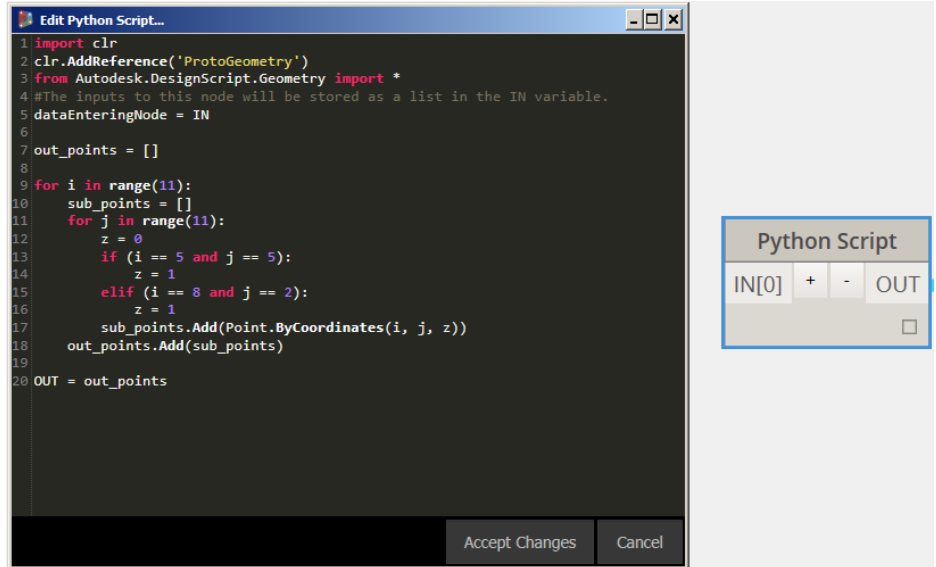 Edit Python Script...
1 import clr
2 clr.AddReference('ProtoGeometry')
3 from Autodesk.DesignScript.Geometry import *
4 #The inputs to this node will be stored as a list in the IN variable.
5 dataEnteringNode = IN
6
7 out_points = []
8
9 for i in range(11):
10     sub_points = []
11     for j in range(11):
12         z = 0
13         if (i == 5 and j == 5):
14             z = 1
15         elif (i == 8 and j == 2):
16             z = 1
17         sub_points.Add(Point.ByCoordinates(i, j, z))
18     out_points.Add(sub_points)
19
20 OUT = out_points
Accept Changes Cancel
Python Script
IN[0] + - OUT